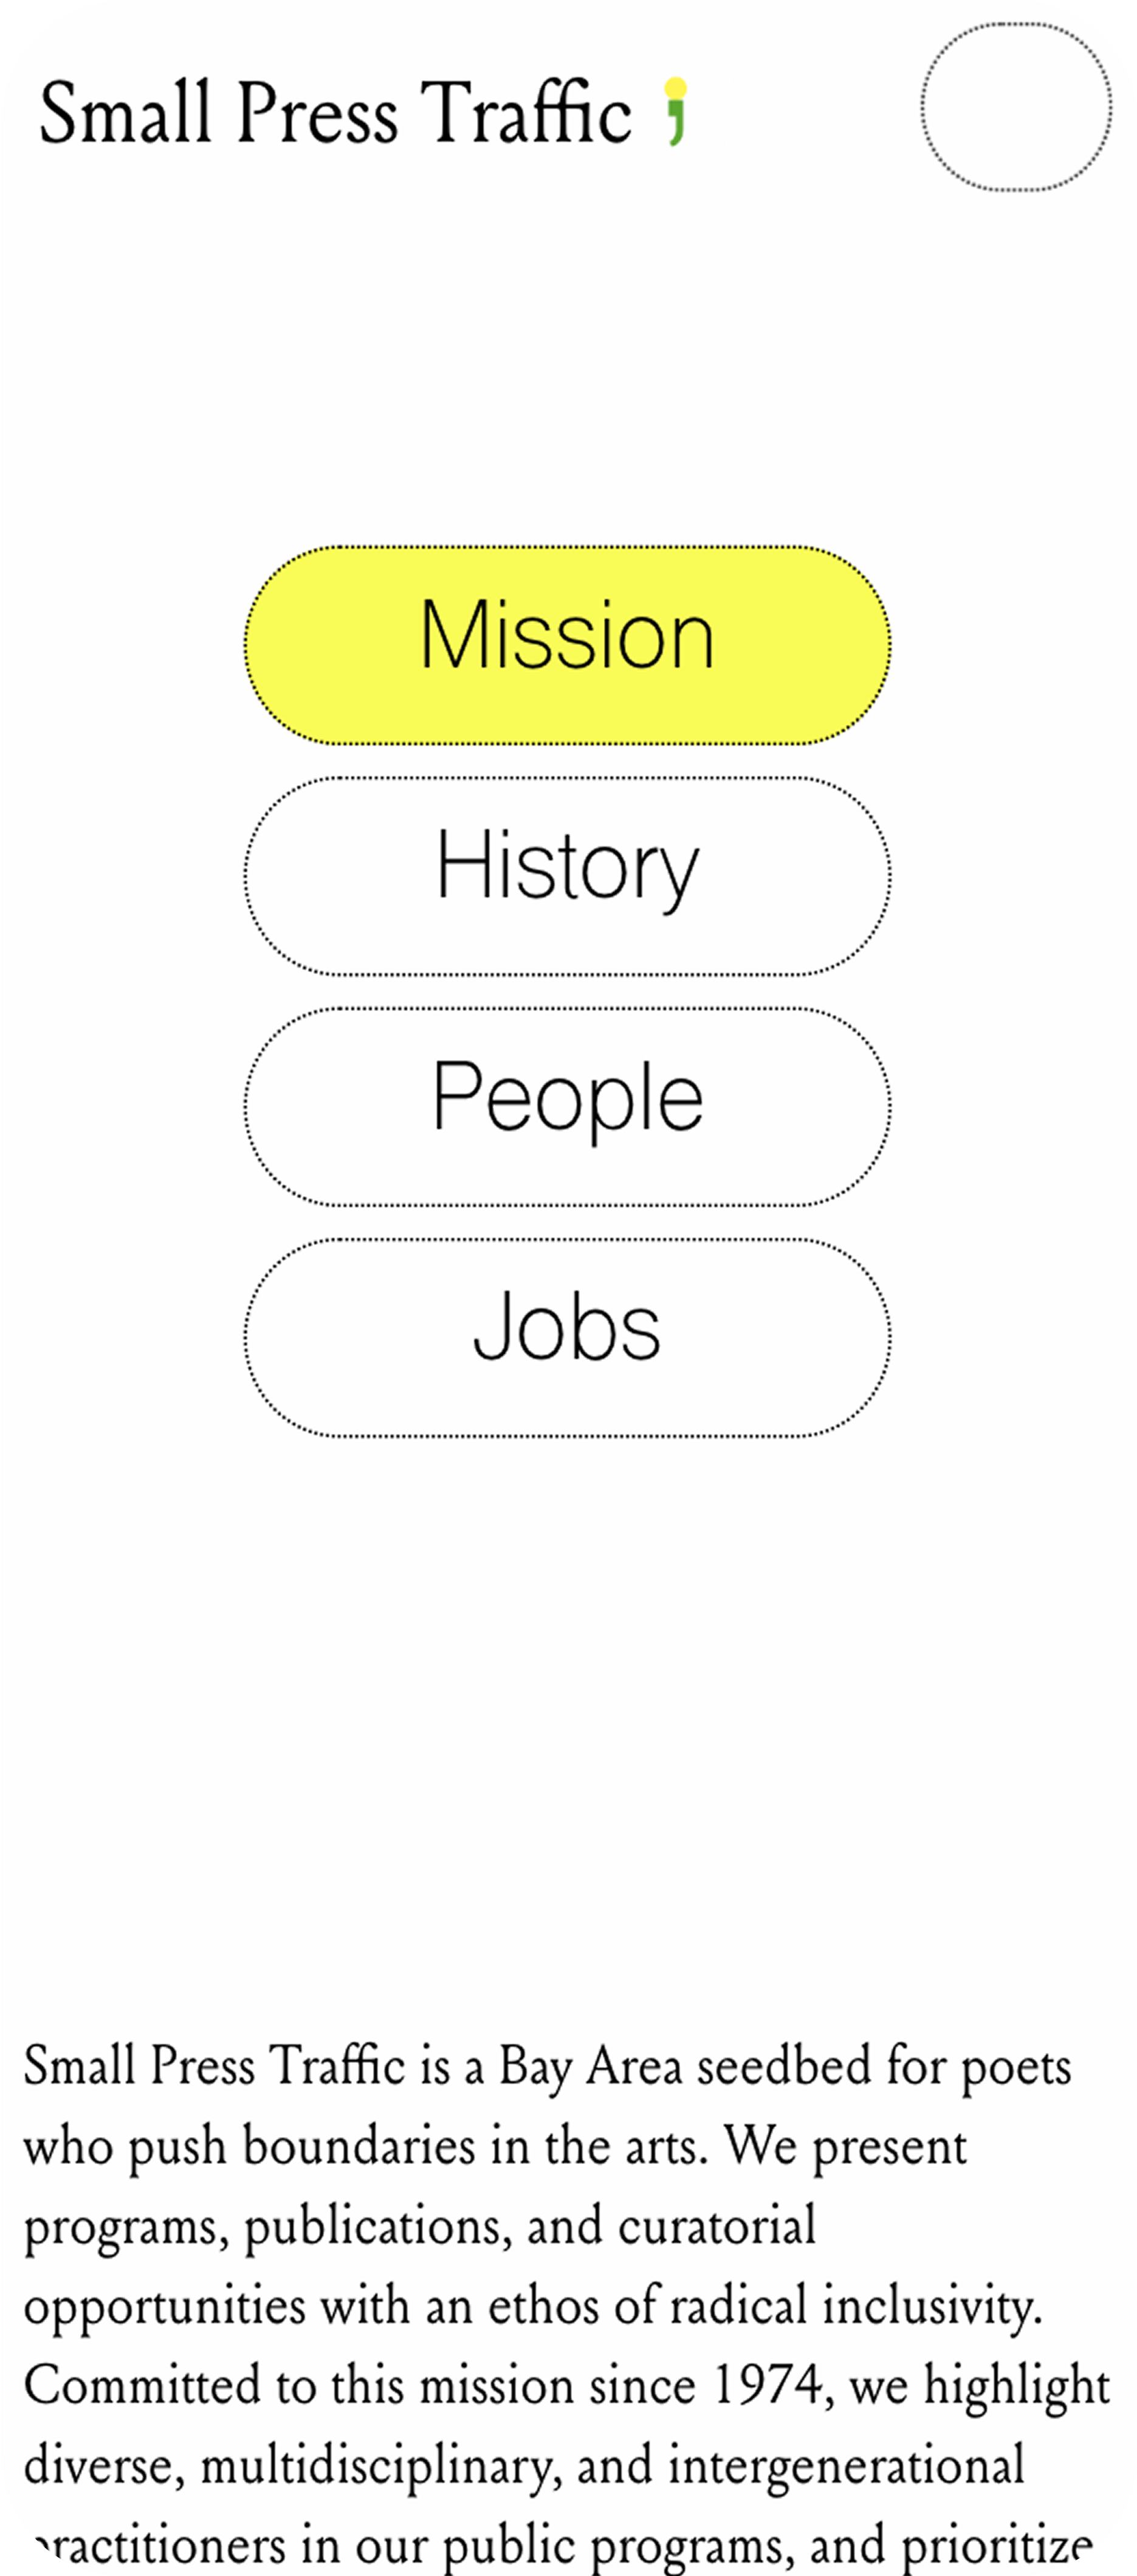 Small Press Traffic ;
Mission
History
People
Jobs
Small Press Traffic is a Bay Area seedbed for poets
who push boundaries in the arts. We present
programs, publications, and curatorial
opportunities with an ethos of radical inclusivity.
Committed to this mission since 1974, we highlight
diverse, multidisciplinary, and intergenerational
practitioners in our public programs, and prioritize